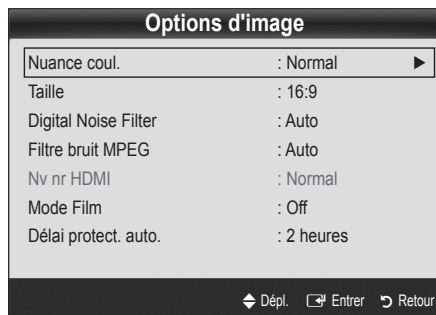 Options d'image
Nuance coul. : Normal ►
Taille : 16:9
Digital Noise Filter : Auto
Filtre bruit MPEG : Auto
Nv nr HDMI : Normal
Mode Film : Off
Délai protect. auto. : 2 heures
Dépl. Entrer Retour